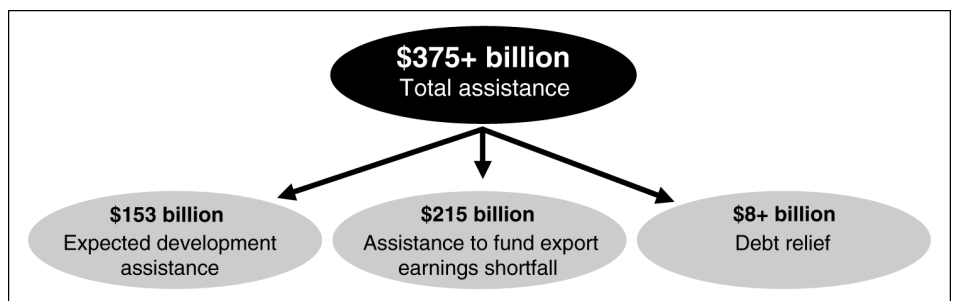 $375+ billion
Total assistance
$153 billion
Expected development
assistance
$215 billion
Assistance to fund export
earnings shortfall
$8+ billion
Debt relief